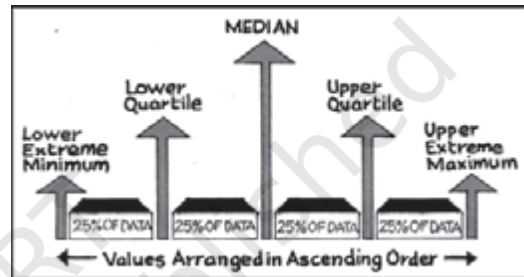 MEDIAN
Lower
Quartile
Upper
Quartile
Lower
Extreme
Minimum
Upper
Extreme
Maximum
25% OF DATA
25% OF DATA
25% OF DATA
25% OF DATA
Values Arranged in Ascending Order